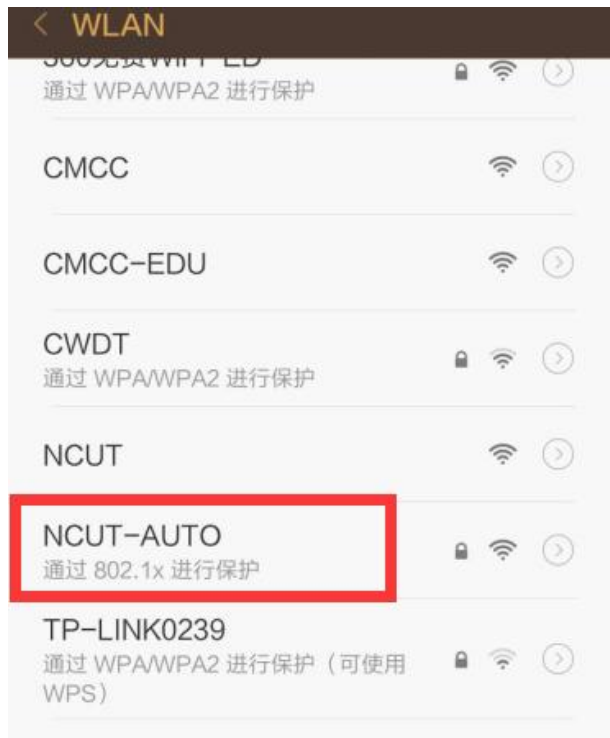 WLAN
通过 WPA/WPA2 进行保护
CMCC
CMCC-EDU
CWDT
通过 WPA/WPA2 进行保护
NCUT
NCUT-AUTO
通过 802.1x 进行保护
TP-LINK0239
通过 WPA/WPA2 进行保护（可使用
WPS）